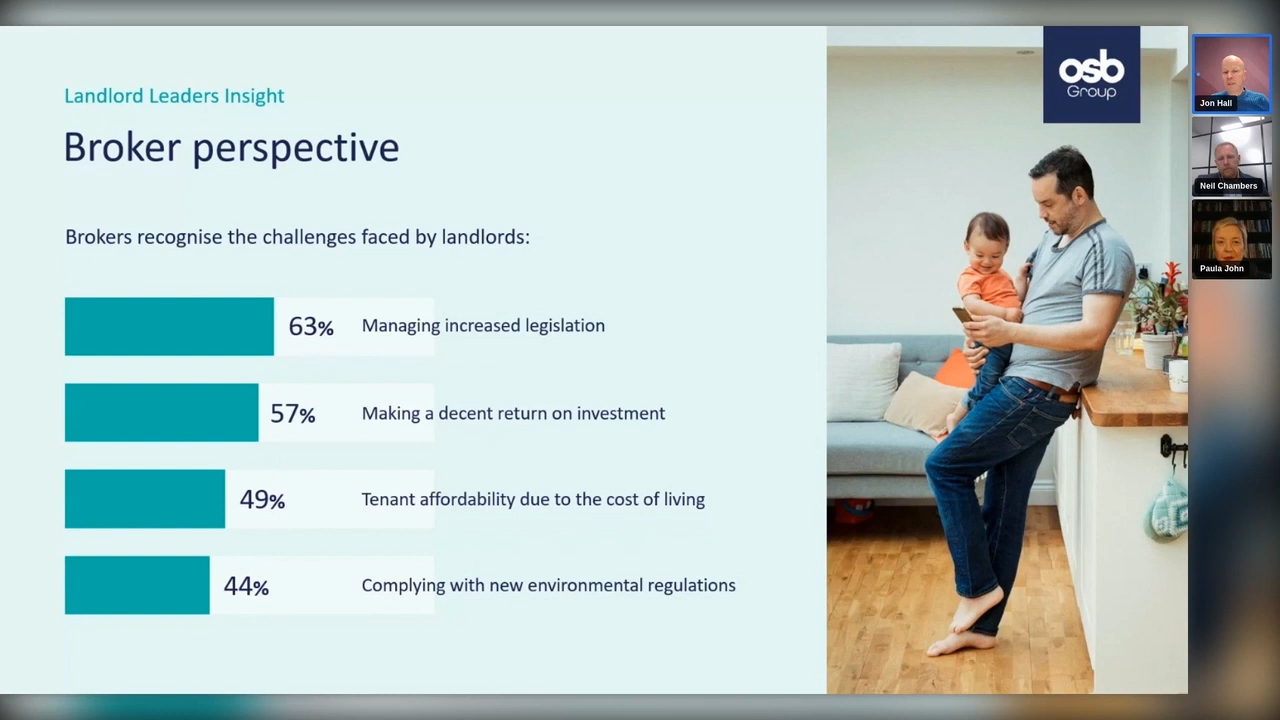 Landlord Leaders Insight
Broker perspective
Brokers recognise the challenges faced by landlords:
63% Managing increased legislation
57% Making a decent return on investment
49% Tenant affordability due to the cost of living
44% Complying with new environmental regulations
osb
Group
Jon Hall
Neil Chambers
Paula John